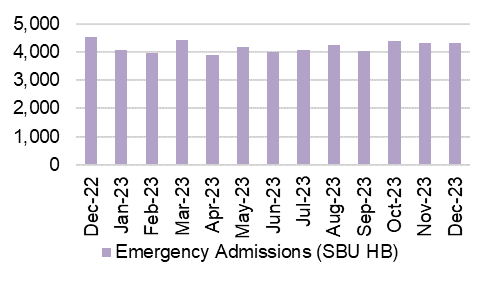 5,000
4,000
3,000
2,000
1,000
0
Dec-22
Jan-23
Feb-23
Mar-23
Apr-23
May-23
Jun-23
Jul-23
Aug-23
Sep-23
Oct-23
Nov-23
Dec-23
Emergency Admissions (SBU HB)